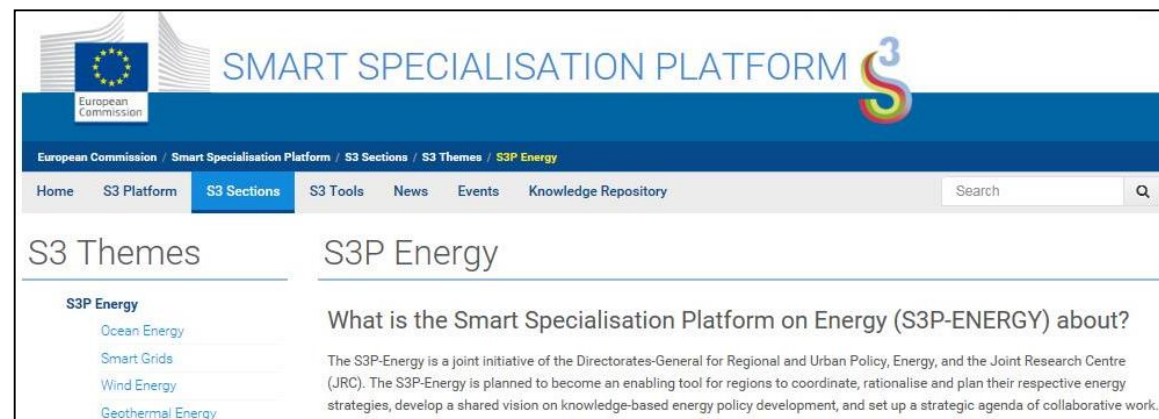 SMART SPECIALISATION PLATFORM S3
European
Commission
European Commission / Smart Specialisation Platform / S3 Sections / S3 Themes / S3P Energy
Home S3 Platform S3 Sections S3 Tools News Events Knowledge Repository Search
S3 Themes
S3P Energy
Ocean Energy
Smart Grids
Wind Energy
Geothermal Energy
S3P Energy
What is the Smart Specialisation Platform on Energy (S3P-ENERGY) about?
The S3P-Energy is a joint initiative of the Directorates-General for Regional and Urban Policy, Energy, and the Joint Research Centre
(JRC). The S3P-Energy is planned to become an enabling tool for regions to coordinate, rationalise and plan their respective energy
strategies, develop a shared vision on knowledge-based energy policy development, and set up a strategic agenda of collaborative work.